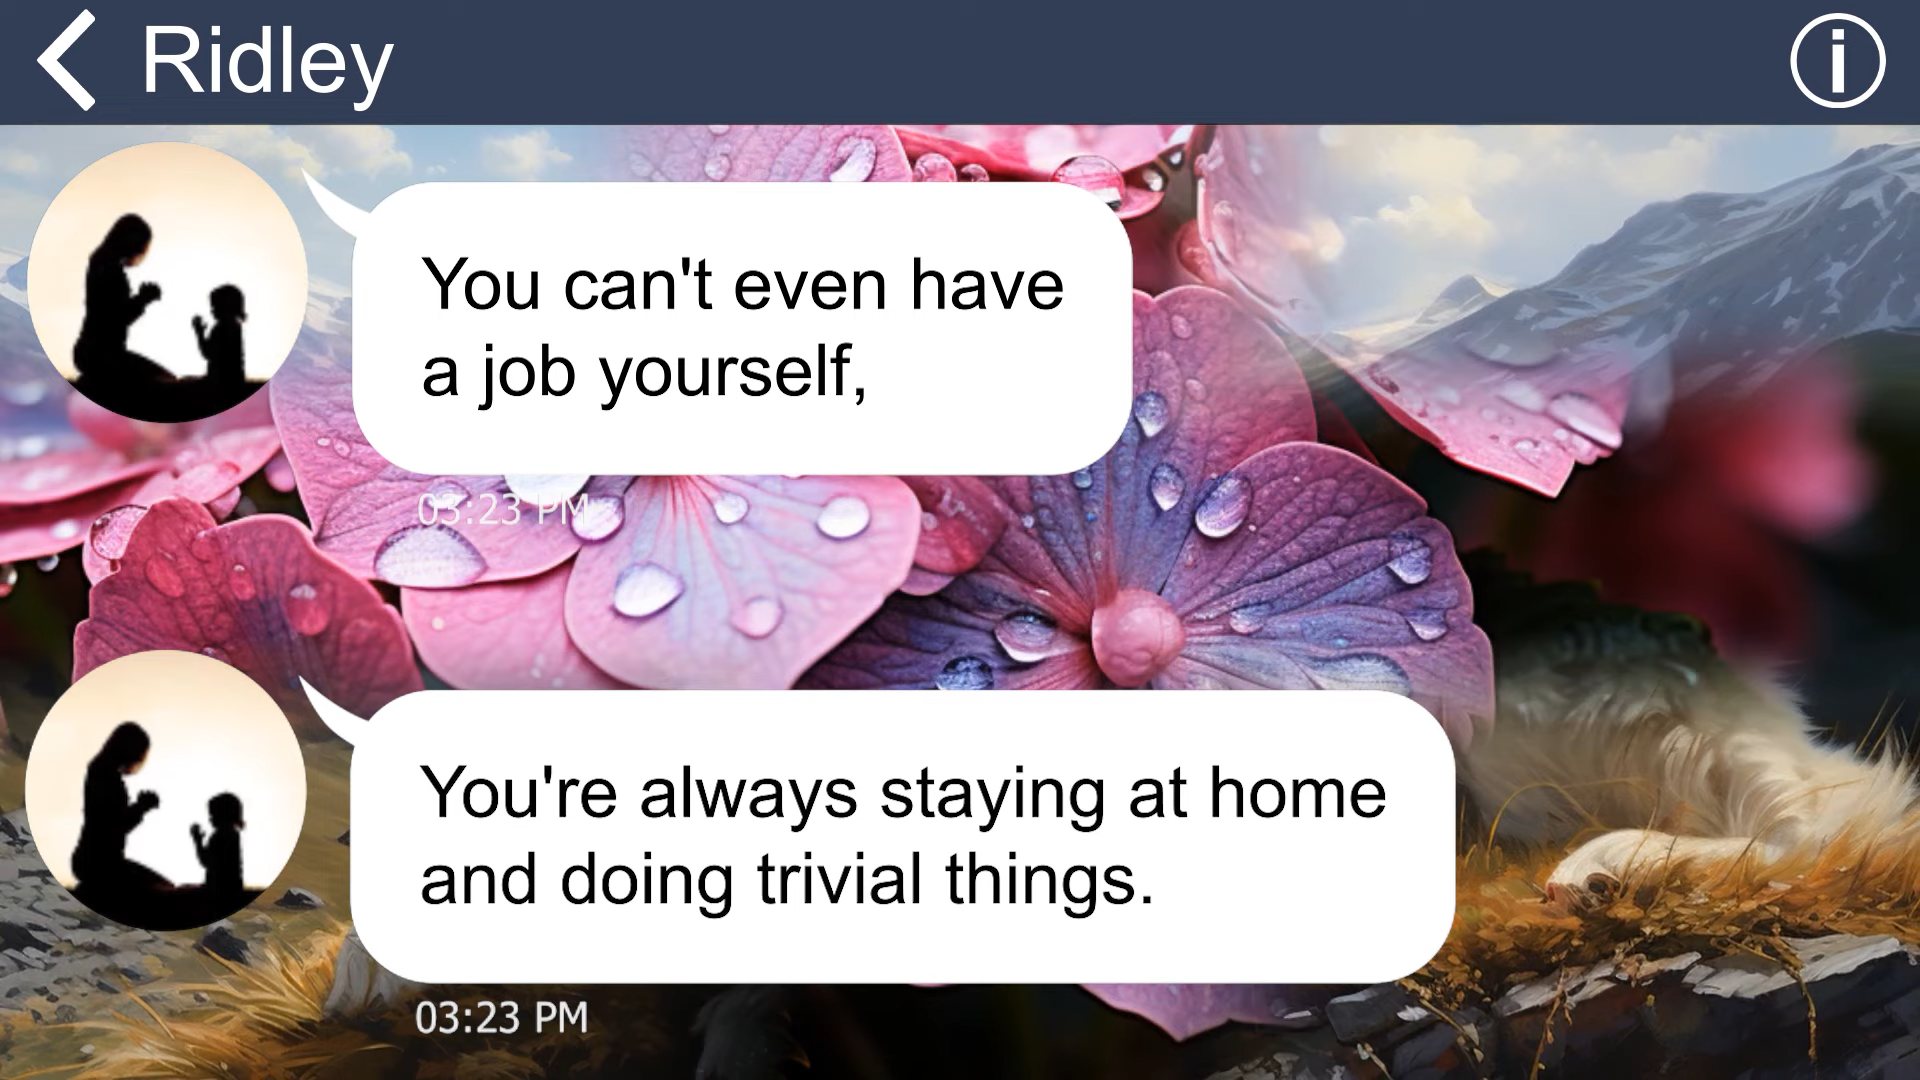 Ridley
You can't even have
a job yourself,
03:23 PM
You're always staying at home
and doing trivial things.
03:23 PM